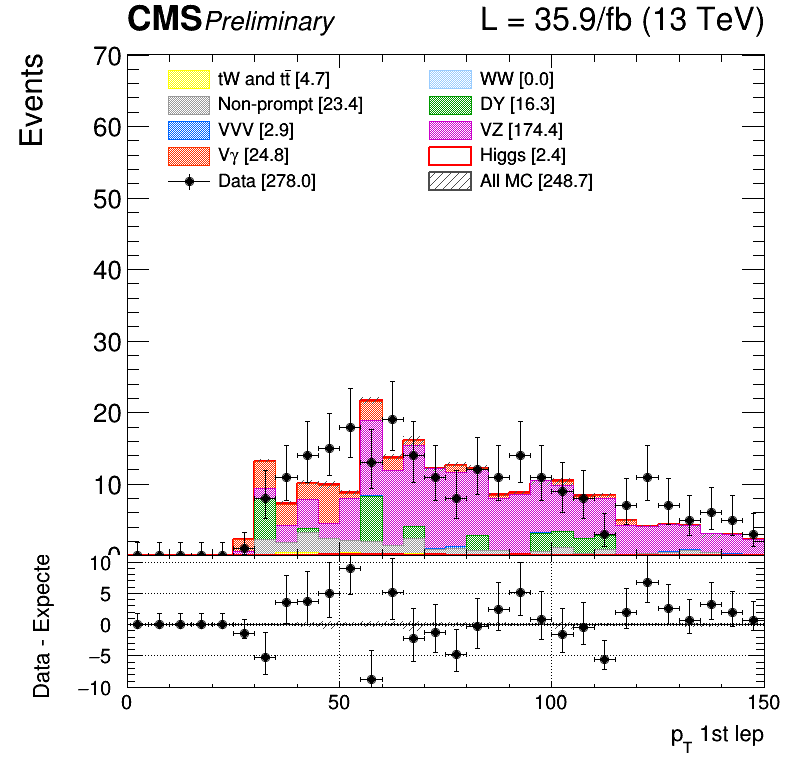 CMS Preliminary L = 35.9/fb (13 TeV)
Events
70
60
50
40
30
20
10
0
tW and tt̄ [4.7]
Non-prompt [23.4]
VVV [2.9]
Vγ [24.8]
Data [278.0]
WW [0.0]
DY [16.3]
VZ [174.4]
Higgs [2.4]
All MC [248.7]
Data - Expecte
10
5
0
−5
−10
0 50 100 150
pT 1st lep